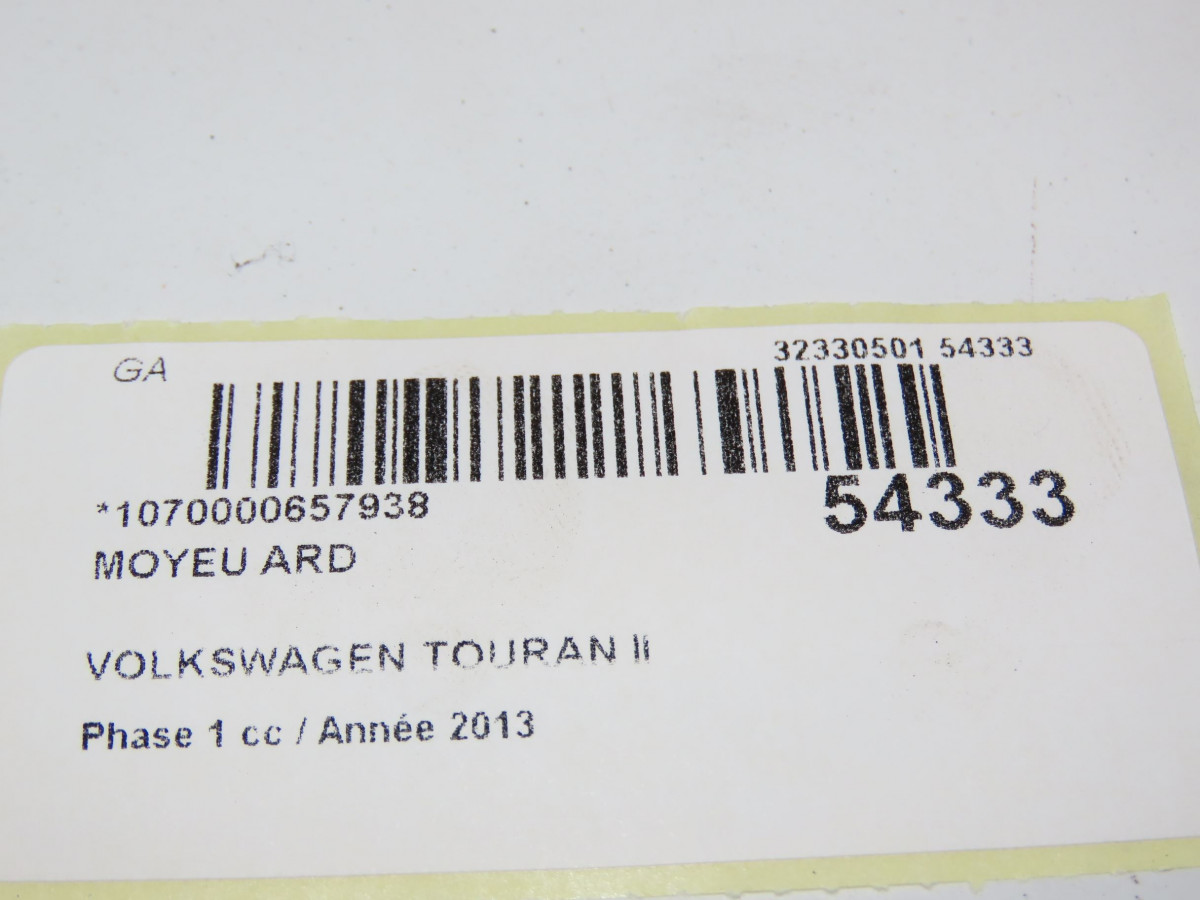 GA
32330501 54333
*1070000657938
54333
MOYEU ARD
VOLKSWAGEN TOURAN II
Phase 1 cc / Année 2013